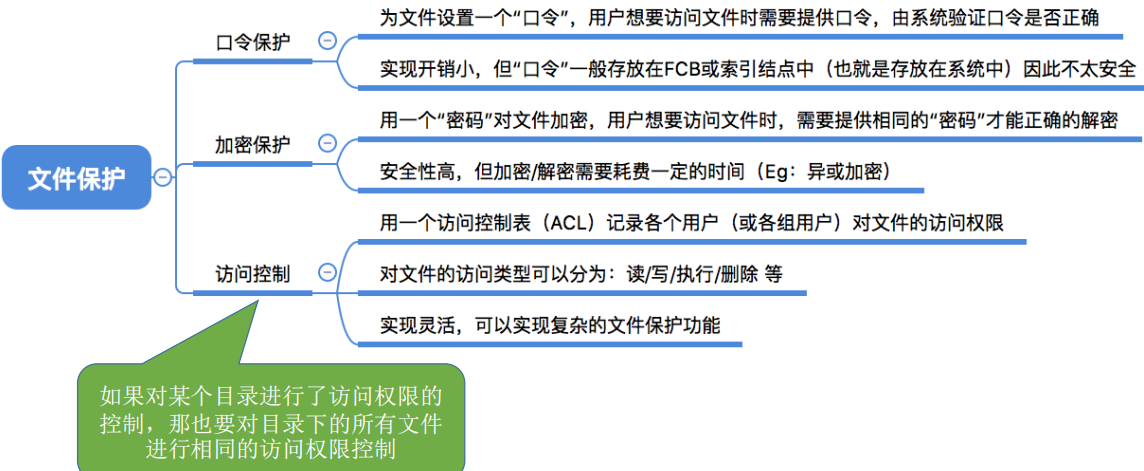 为文件设置一个“口令”，用户想要访问文件时需要提供口令，由系统验证口令是否正确
口令保护
实现开销小，但“口令”一般存放在FCB或索引结点中（也就是存放在系统中）因此不太安全
用一个“密码”对文件加密，用户想要访问文件时，需要提供相同的“密码”才能正确的解密
加密保护
文件保护
安全性高，但加密/解密需要耗费一定的时间（Eg：异或加密）
用一个访问控制表（ACL）记录各个用户（或各组用户）对文件的访问权限
访问控制
对文件的访问类型可以分为：读/写/执行/删除 等
实现灵活，可以实现复杂的文件保护功能
如果对某个目录进行了访问权限的
控制，那也要对目录下的所有文件
进行相同的访问权限控制